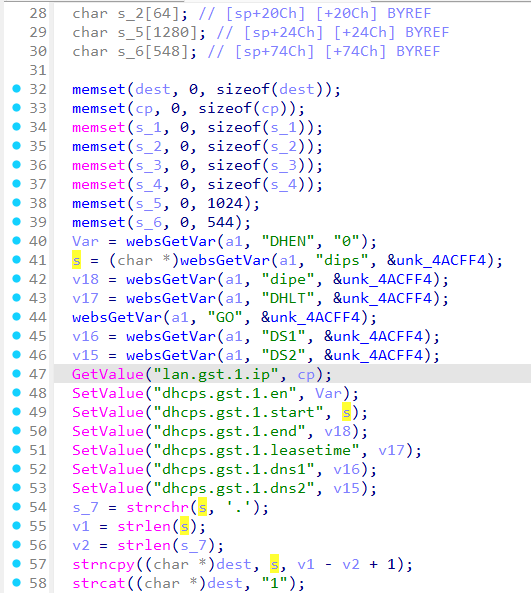 28 char s_2[64]; // [sp+20Ch] [+20Ch] BYREF
29 char s_5[1280]; // [sp+24Ch] [+24Ch] BYREF
30 char s_6[548]; // [sp+74Ch] [+74Ch] BYREF
31
32 memset(dest, 0, sizeof(dest));
33 memset(cp, 0, sizeof(cp));
34 memset(s_1, 0, sizeof(s_1));
35 memset(s_2, 0, sizeof(s_2));
36 memset(s_3, 0, sizeof(s_3));
37 memset(s_4, 0, sizeof(s_4));
38 memset(s_5, 0, 1024);
39 memset(s_6, 0, 544);
40 Var = websGetVar(a1, "DHEN", "0");
41 s = (char *)websGetVar(a1, "dips", &unk_4ACFF4);
42 v18 = websGetVar(a1, "dipe", &unk_4ACFF4);
43 v17 = websGetVar(a1, "DHLT", &unk_4ACFF4);
44 websGetVar(a1, "GO", &unk_4ACFF4);
45 v16 = websGetVar(a1, "DS1", &unk_4ACFF4);
46 v15 = websGetVar(a1, "DS2", &unk_4ACFF4);
47 GetValue("lan.gst.1.ip", cp);
48 SetValue("dhcps.gst.1.en", Var);
49 SetValue("dhcps.gst.1.start", s);
50 SetValue("dhcps.gst.1.end", v18);
51 SetValue("dhcps.gst.1.leasetime", v17);
52 SetValue("dhcps.gst.1.dns1", v16);
53 SetValue("dhcps.gst.1.dns2", v15);
54 s_7 = strrchr(s, '.');
55 v1 = strlen(s);
56 v2 = strlen(s_7);
57 strncpy((char *)dest, s, v1 - v2 + 1);
58 strcat((char *)dest, "1");